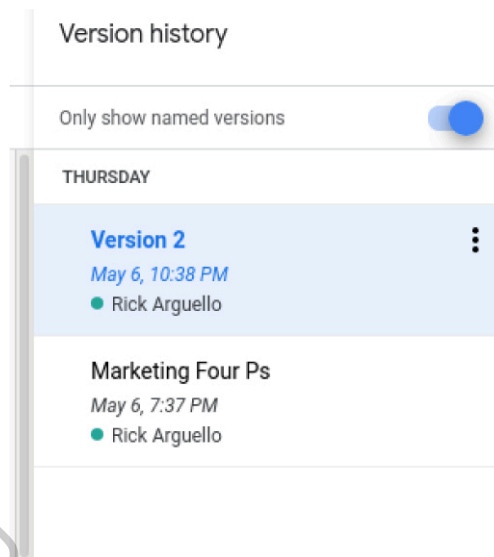 Version history
Only show named versions
THURSDAY
Version 2
May 6, 10:38 PM
Rick Arguello
Marketing Four Ps
May 6, 7:37 PM
Rick Arguello